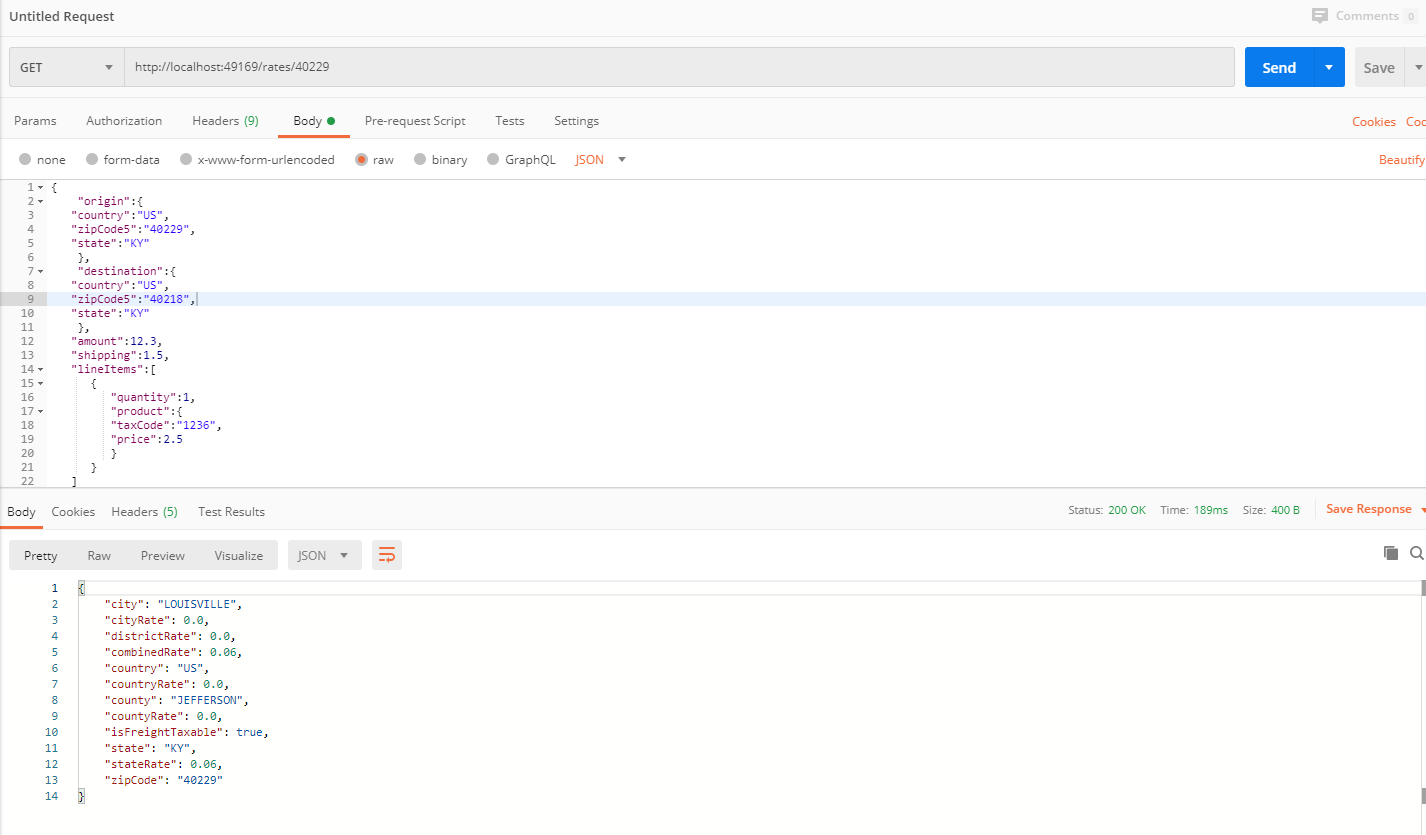 Untitled Request
Comments 0
GET http://localhost:49169/rates/40229 Send Save
Params Authorization Headers (9) Body Pre-request Script Tests Settings Cookies
none form-data x-www-form-urlencoded raw binary GraphQL JSON Beautify
1 {
2 "origin":{
3 "country":"US",
4 "zipCode5":"40229",
5 "state":"KY"
6 },
7 "destination":{
8 "country":"US",
9 "zipCode5":"40218",
10 "state":"KY"
11 },
12 "amount":12.3,
13 "shipping":1.5,
14 "lineItems":[
15 {
16 "quantity":1,
17 "product":{
18 "taxCode":"1236",
19 "price":2.5
20 }
21 }
22 ]
Body Cookies Headers (5) Test Results Status: 200 OK Time: 189ms Size: 400 B Save Response
Pretty Raw Preview Visualize JSON
1 {
2 "city": "LOUISVILLE",
3 "cityRate": 0.0,
4 "districtRate": 0.0,
5 "combinedRate": 0.06,
6 "country": "US",
7 "countryRate": 0.0,
8 "county": "JEFFERSON",
9 "countyRate": 0.0,
10 "isFreightTaxable": true,
11 "state": "KY",
12 "stateRate": 0.06,
13 "zipCode": "40229"
14 }